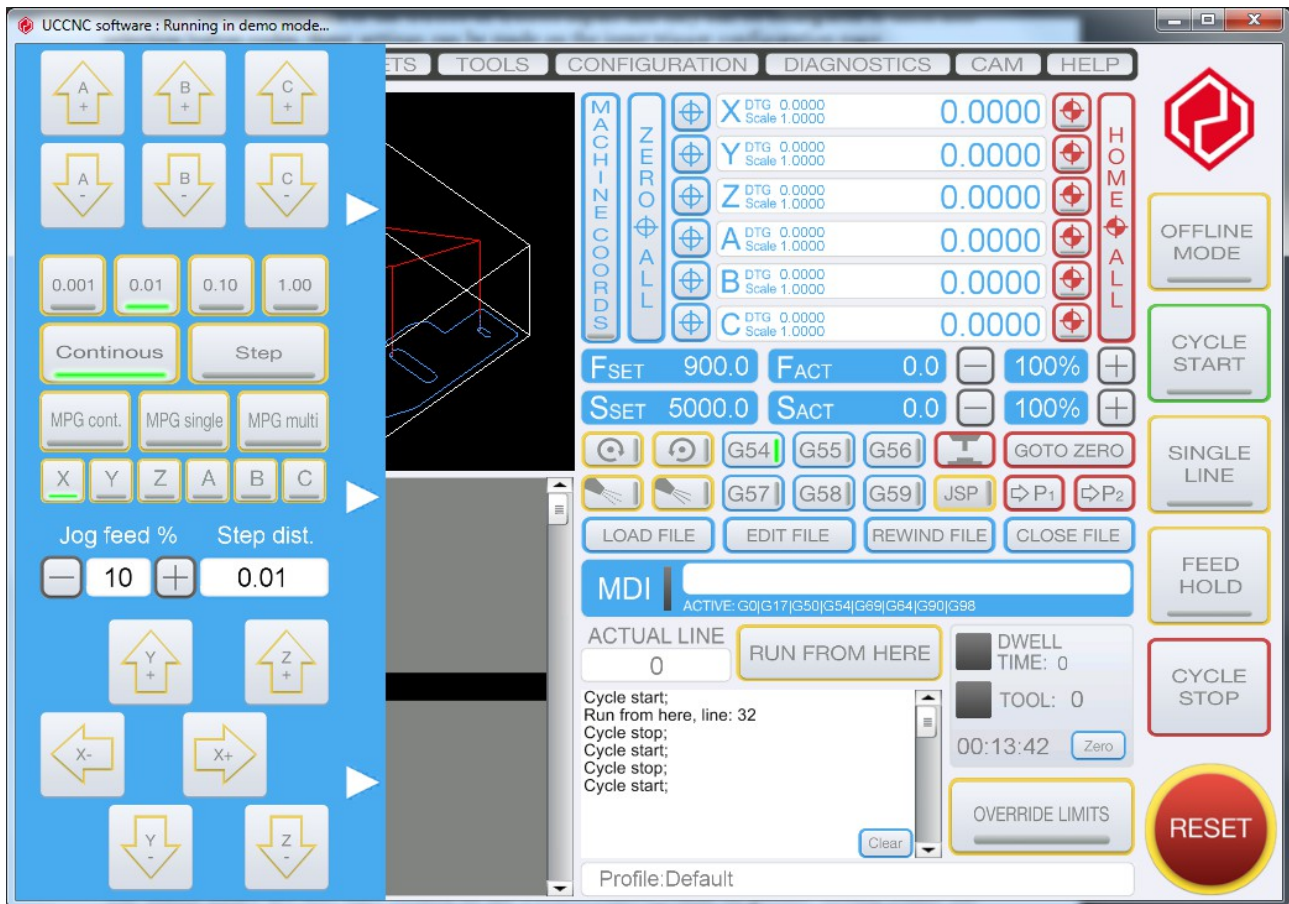 UCCNC software : Running in demo mode...
TOOLS CONFIGURATION DIAGNOSTICS CAM HELP
A + B + C +
A - B - C -
0.001 0.01 0.10 1.00
Continous Step
MPG cont. MPG single MPG multi
X Y Z A B C
Jog feed % Step dist.
10 0.01
Y + Z +
X- X+
Y - Z -
MACHINE COORDS
ZERO ALL
X DTG 0.0000 Scale 1.0000 0.0000
Y DTG 0.0000 Scale 1.0000 0.0000
Z DTG 0.0000 Scale 1.0000 0.0000
A DTG 0.0000 Scale 1.0000 0.0000
B DTG 0.0000 Scale 1.0000 0.0000
C DTG 0.0000 Scale 1.0000 0.0000
HOME ALL
FSET 900.0 FACT 0.0 100%
SSET 5000.0 SACT 0.0 100%
G54 G55 G56 GOTO ZERO
G57 G58 G59 JSP P1 P2
LOAD FILE EDIT FILE REWIND FILE CLOSE FILE
MDI
ACTIVE: G0|G17|G50|G54|G69|G64|G90|G98
ACTUAL LINE
0
RUN FROM HERE
DWELL
TIME: 0
TOOL: 0
00:13:42 Zero
Cycle start;
Run from here, line: 32
Cycle stop;
Cycle start;
Cycle stop;
Cycle start;
Clear
OVERRIDE LIMITS
Profile:Default
OFFLINE
MODE
CYCLE
START
SINGLE
LINE
FEED
HOLD
CYCLE
STOP
RESET